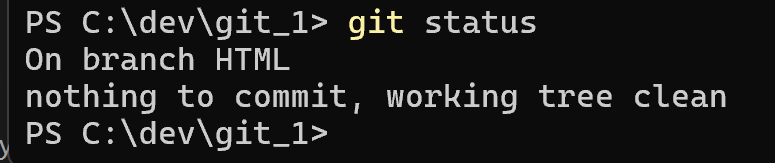 PS C:\dev\git_1> git status
On branch HTML
nothing to commit, working tree clean
PS C:\dev\git_1>